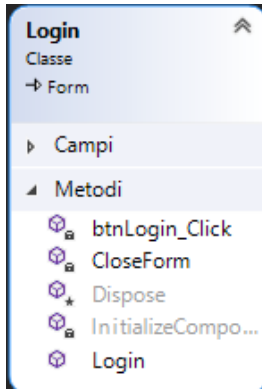 Login
Classe
Form
Campi
Metodi
btnLogin_Click
CloseForm
Dispose
InitializeCompo...
Login